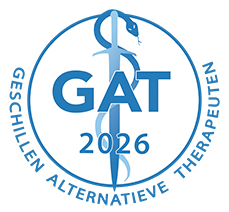 GAT
2026
GESCHILLEN ALTERNATIEVE THERAPEUTEN